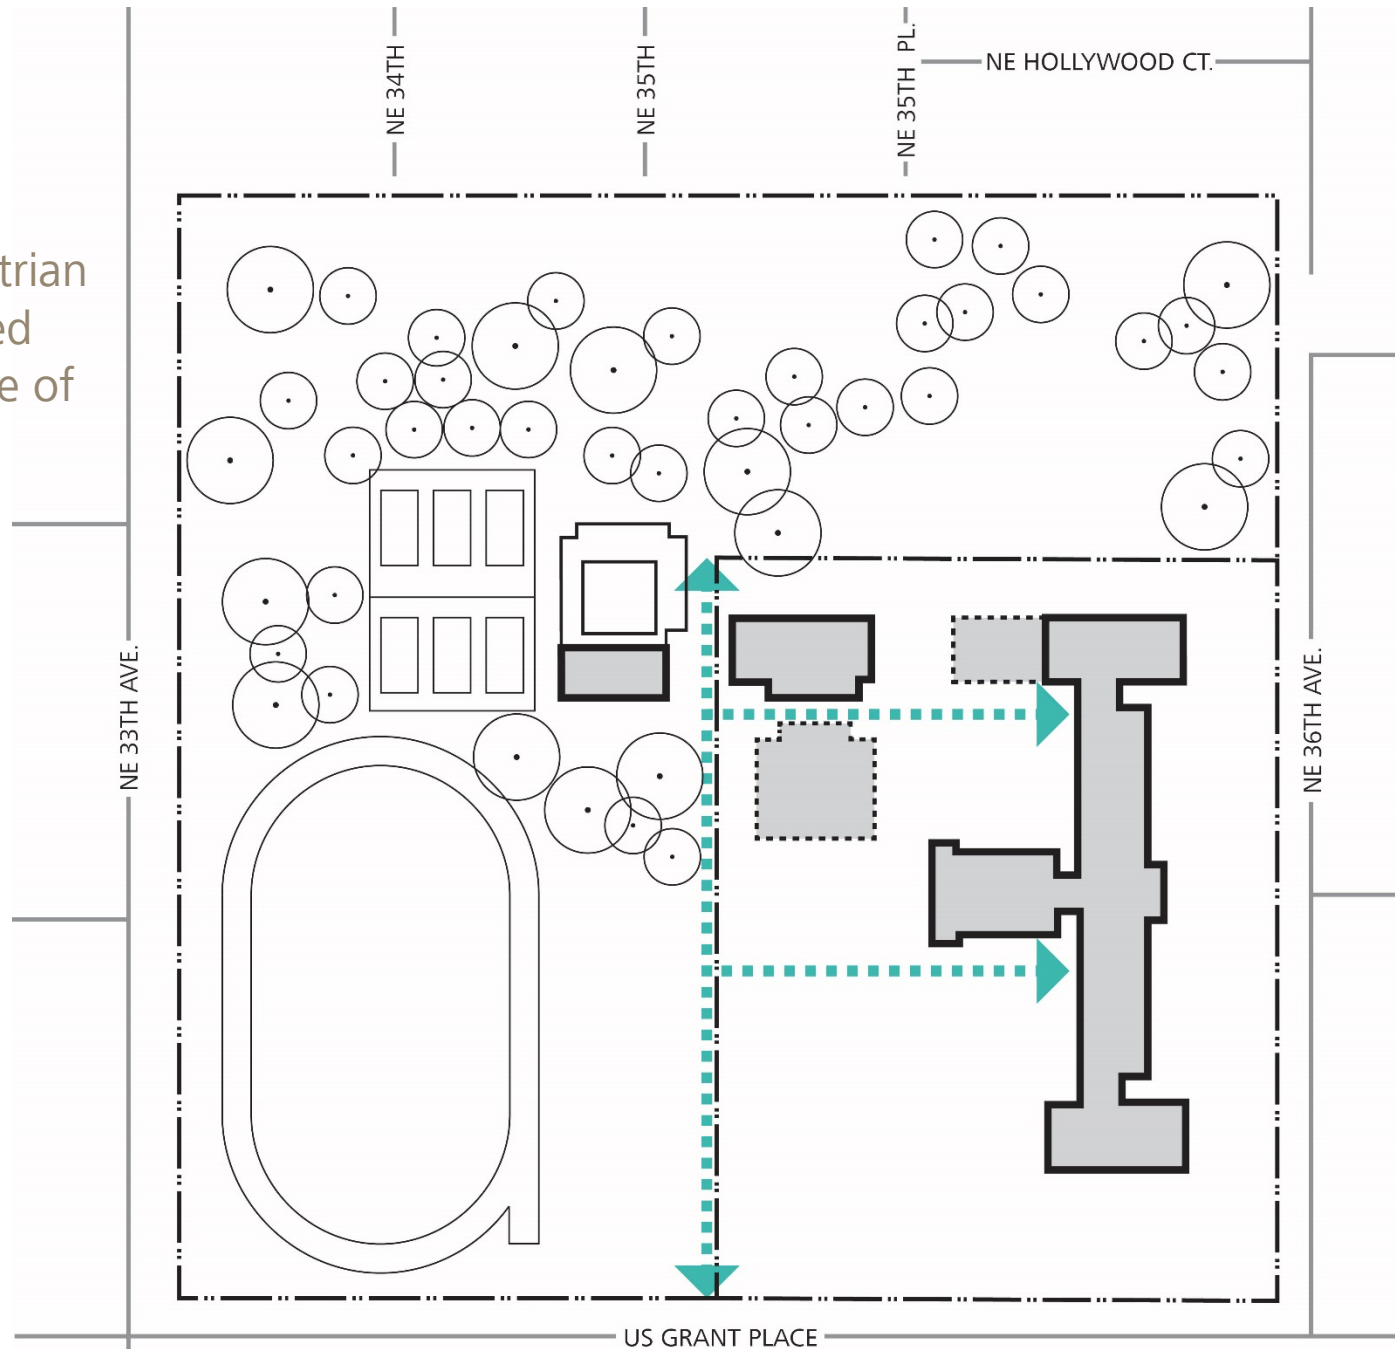 NE 34TH
NE 35TH
NE 35TH PL.
NE HOLLYWOOD CT.
trian
ed
e of
NE 33TH AVE.
NE 36TH AVE.
US GRANT PLACE